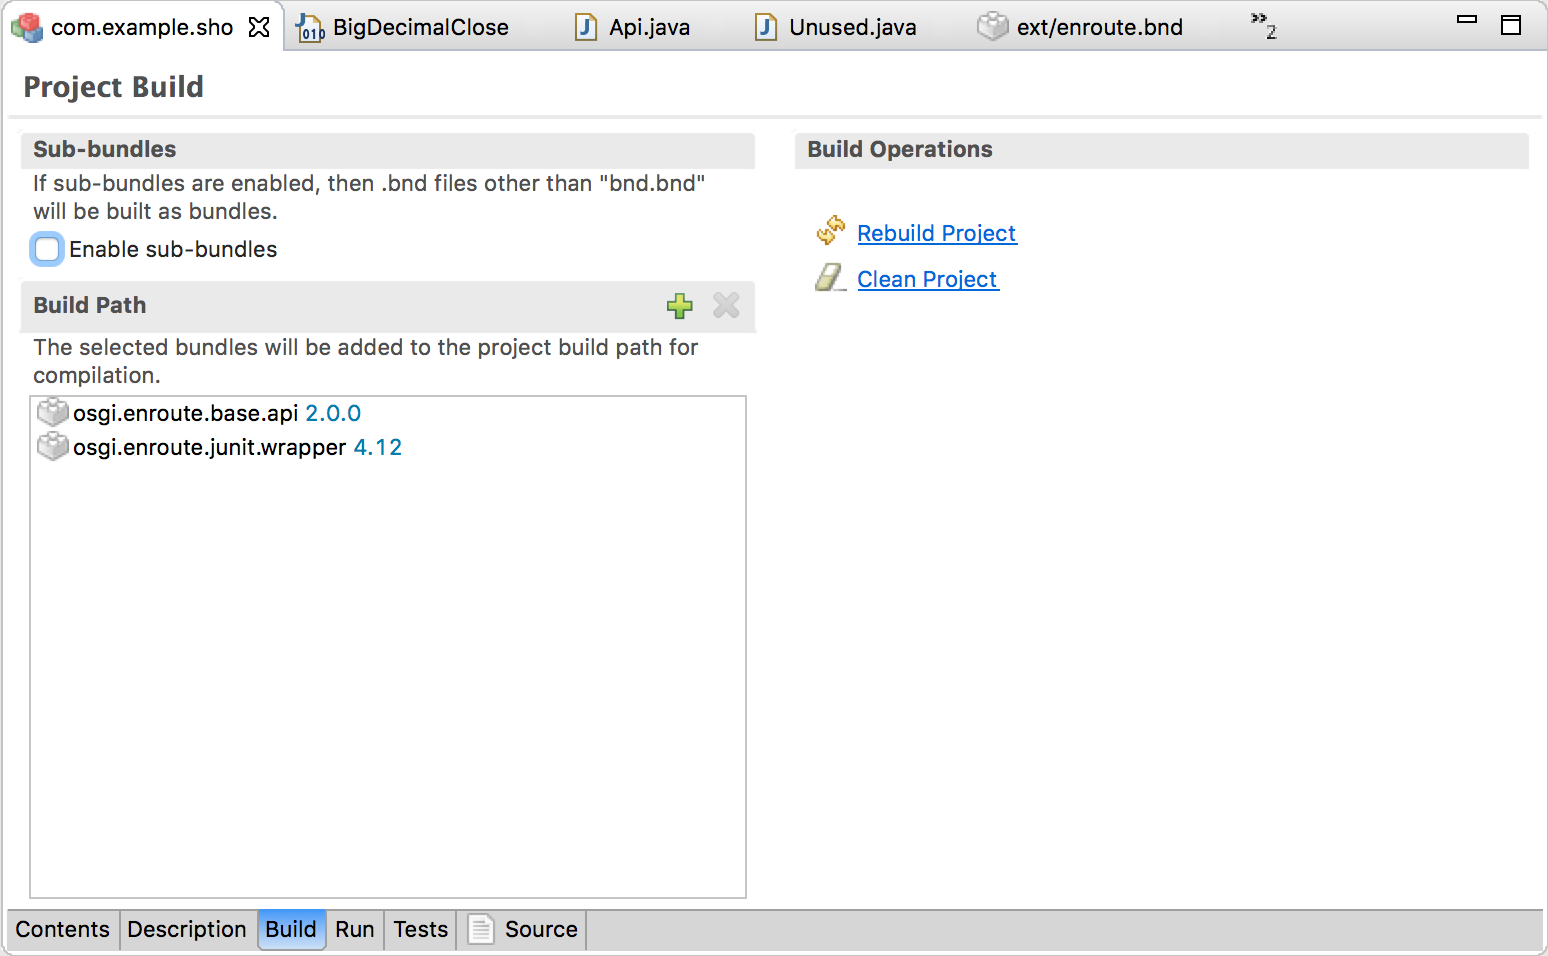 com.example.sho
BigDecimalClose
Api.java
Unused.java
ext/enroute.bnd
»2
Project Build
Sub-bundles
If sub-bundles are enabled, then .bnd files other than "bnd.bnd"
will be built as bundles.
Enable sub-bundles
Build Path
The selected bundles will be added to the project build path for
compilation.
osgi.enroute.base.api 2.0.0
osgi.enroute.junit.wrapper 4.12
Build Operations
Rebuild Project
Clean Project
Contents
Description
Build
Run
Tests
Source